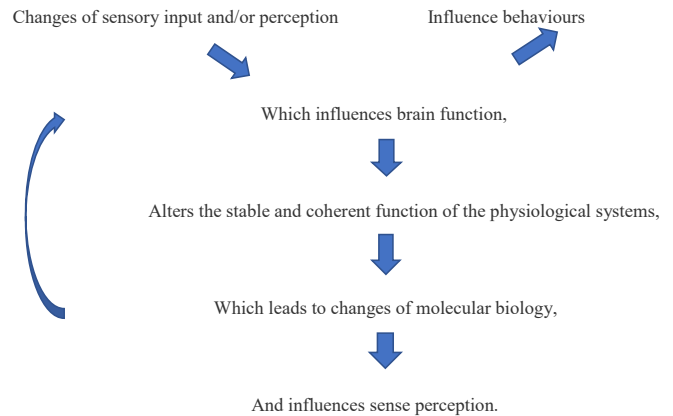 Changes of sensory input and/or perception
Influence behaviours
Which influences brain function,
Alters the stable and coherent function of the physiological systems,
Which leads to changes of molecular biology,
And influences sense perception.